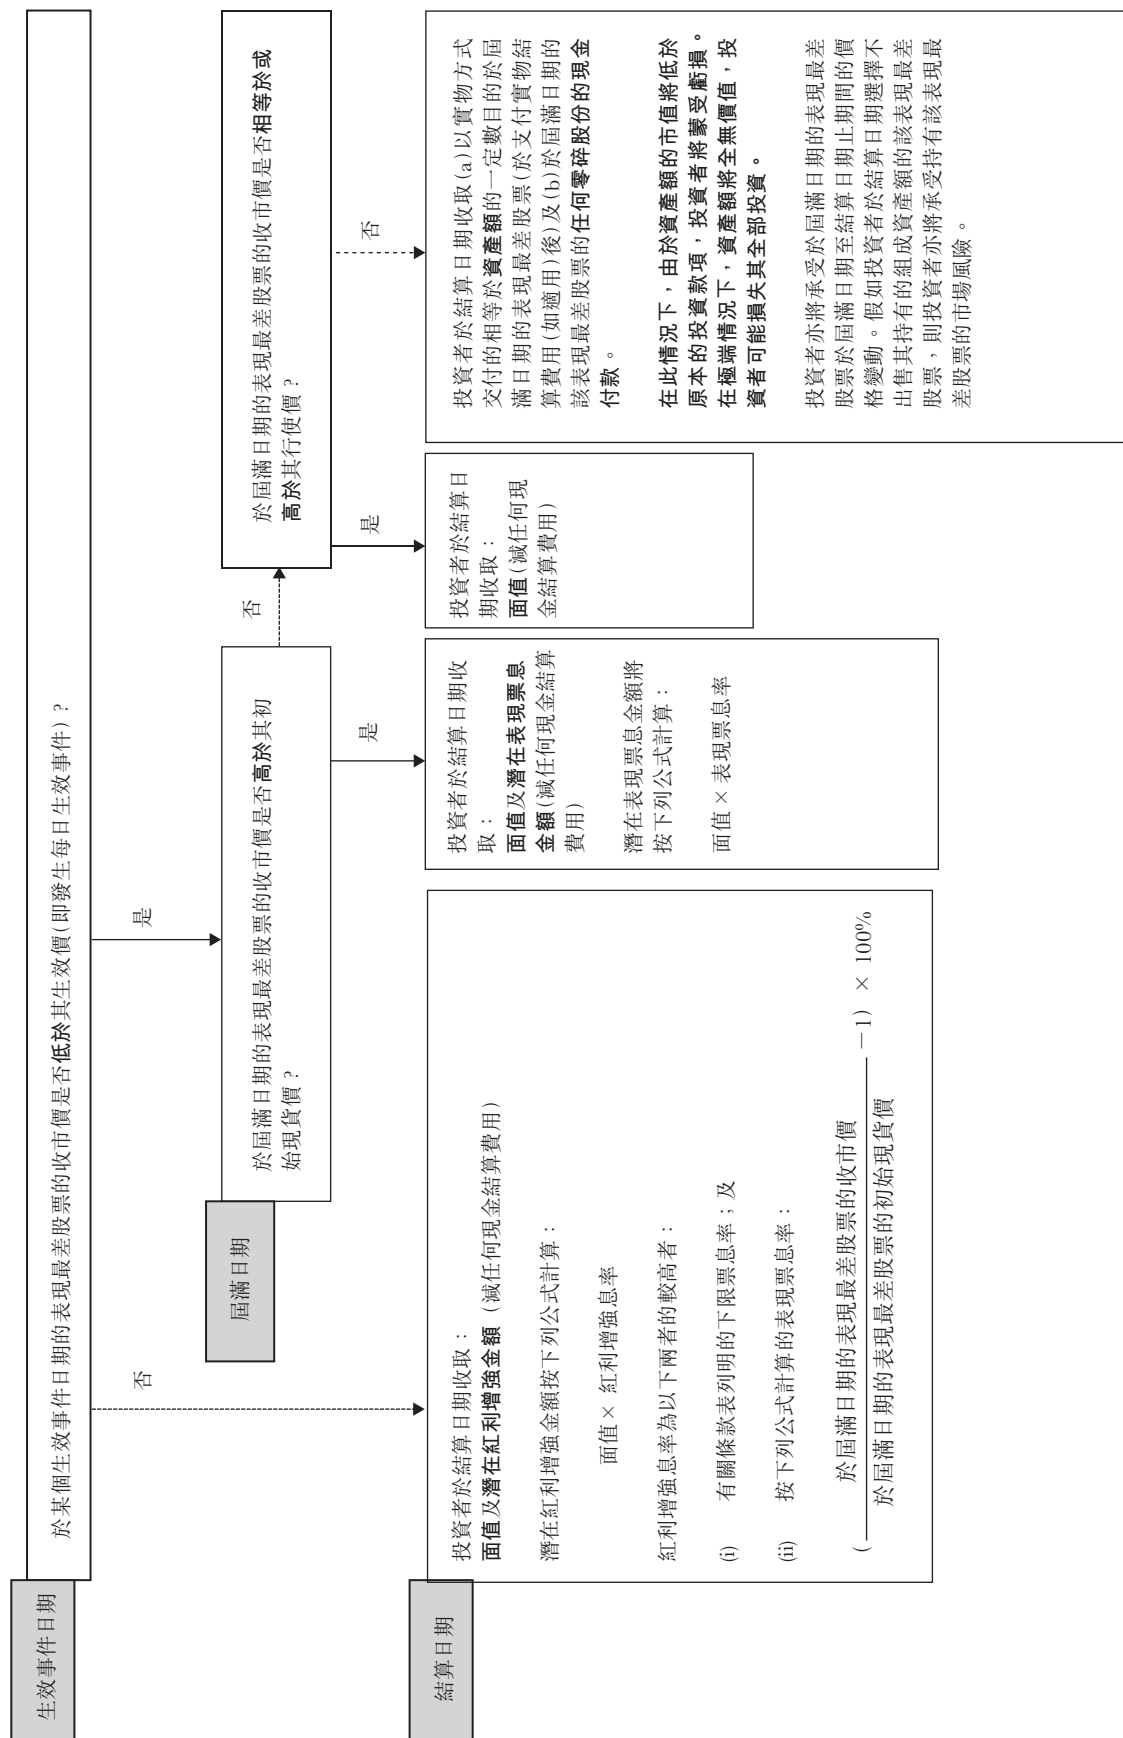 生效事件日期
於某個生效事件日期的表現最差股票的收市價是否低於其生效價(即發生每日生效事件)？
否
是
屆滿日期
於屆滿日期的表現最差股票的收市價是否高於其初
始現貨價？
否
是
於屆滿日期的表現最差股票的收市價是否相等於或
高於其行使價？
是
否
結算日期
投資者於結算日期收取：
面值及潛在紅利增強金額 (減任何現金結算費用)
潛在紅利增強金額按下列公式計算：
面值 × 紅利增強息率
紅利增強息率為以下兩者的較高者：
(i) 有關條款表列明的下限票息率；及
(ii) 按下列公式計算的表現票息率：
於屆滿日期的表現最差股票的收市價
( —1) × 100%
於屆滿日期的表現最差股票的初始現貨價
投資者於結算日期收
取：
面值及潛在表現票息
金額(減任何現金結算
費用)
潛在表現票息金額將
按下列公式計算：
面值 × 表現票息率
投資者於結算日
期收取：
面值(減任何現
金結算費用)
投資者於結算日期收取(a)以實物方式
交付的相等於資產額的一定數目的於屆
滿日期的表現最差股票(於支付實物結
算費用(如適用)後)及(b)於屆滿日期的
該表現最差股票的任何零碎股份的現金
付款。
在此情況下，由於資產額的市值將低於
原本的投資款項，投資者將蒙受虧損。
在極端情況下，資產額將全無價值，投
資者可能損失其全部投資。
投資者亦將承受於屆滿日期的表現最差
股票於屆滿日期至結算日期止期間的價
格變動。假如投資者於結算日期選擇不
出售其持有的組成資產額的該表現最差
股票，則投資者亦將承受持有該表現最
差股票的市場風險。